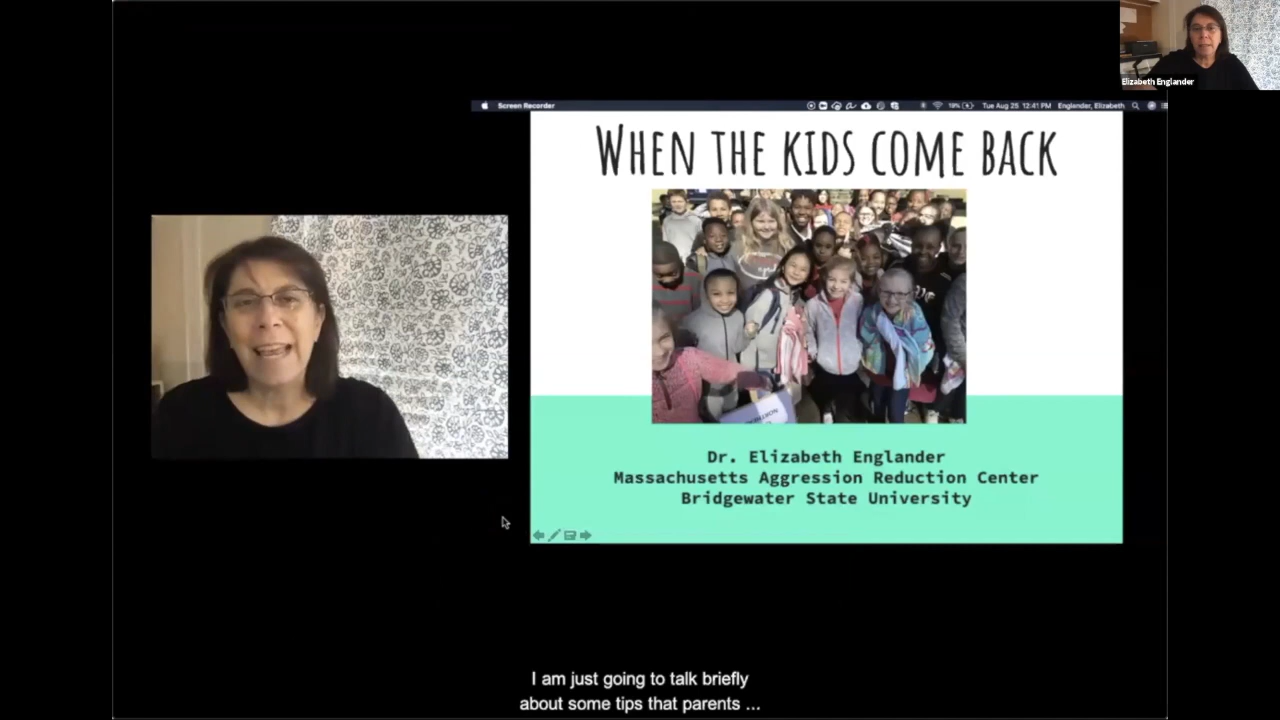 Elizabeth Englander
Screen Recorder
19% Tue Aug 25 12:41 PM Englander, Elizabeth
WHEN THE KIDS COME BACK
Dr. Elizabeth Englander
Massachusetts Aggression Reduction Center
Bridgewater State University
I am just going to talk briefly
about some tips that parents ...